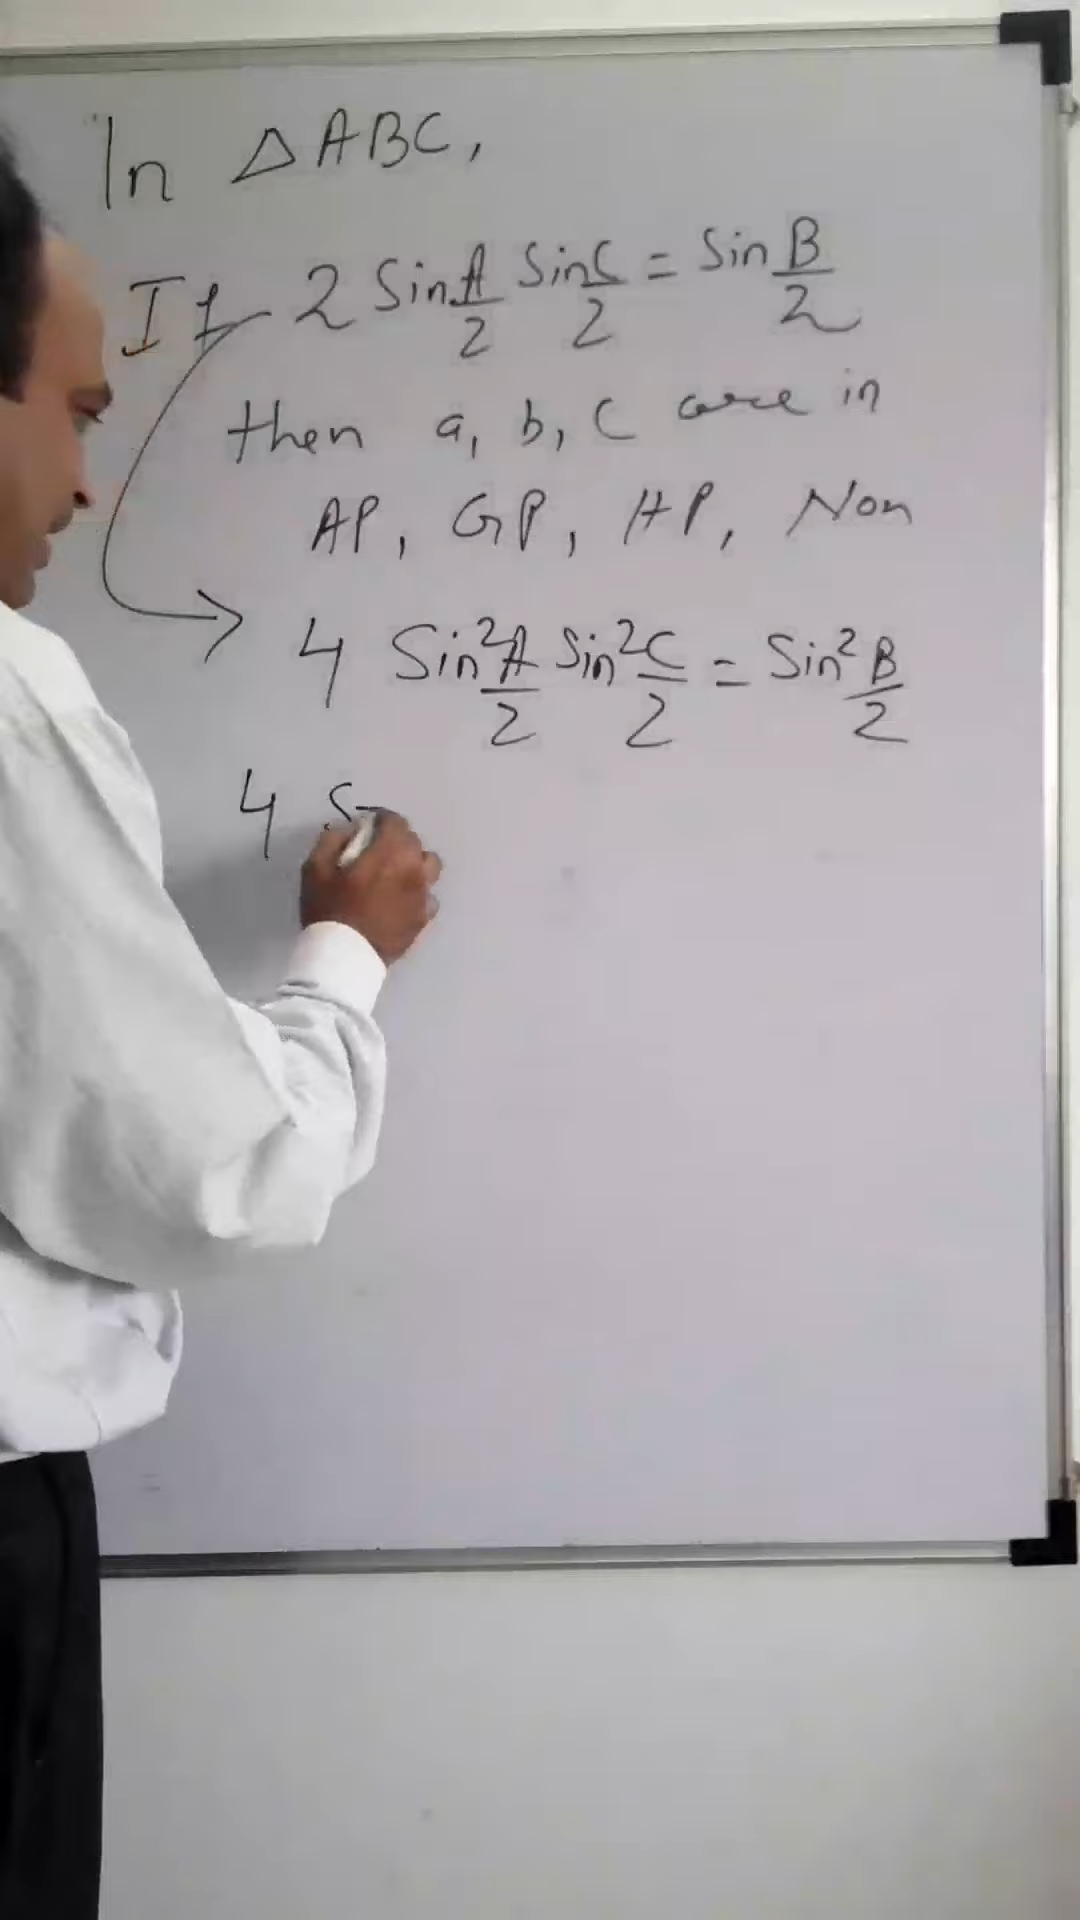 In △ABC,
If 2 Sin A/2 Sin C/2 = Sin B/2
then a, b, c are in
AP, GP, HP, Non
4 Sin² A/2 Sin² C/2 = Sin² B/2
4 S